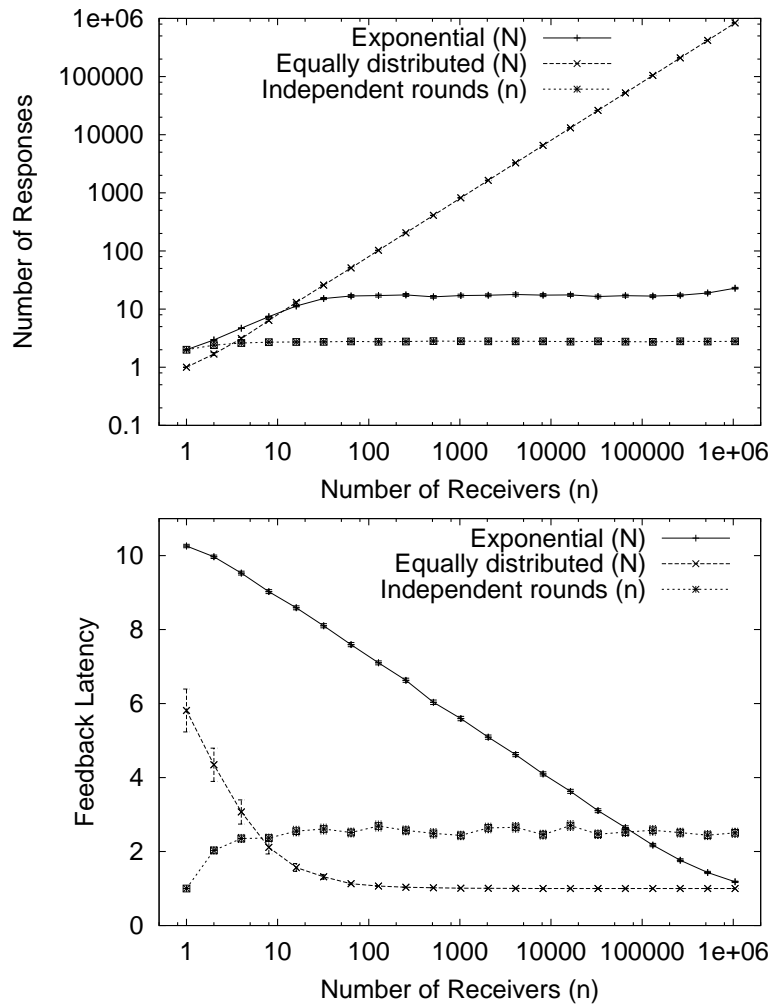 1e+06
100000
10000
1000
100
10
1
0.1
Number of Responses
Exponential (N)
Equally distributed (N)
Independent rounds (n)
1 10 100 1000 10000 100000 1e+06
Number of Receivers (n)
10
8
6
4
2
0
Feedback Latency
Exponential (N)
Equally distributed (N)
Independent rounds (n)
1 10 100 1000 10000 100000 1e+06
Number of Receivers (n)